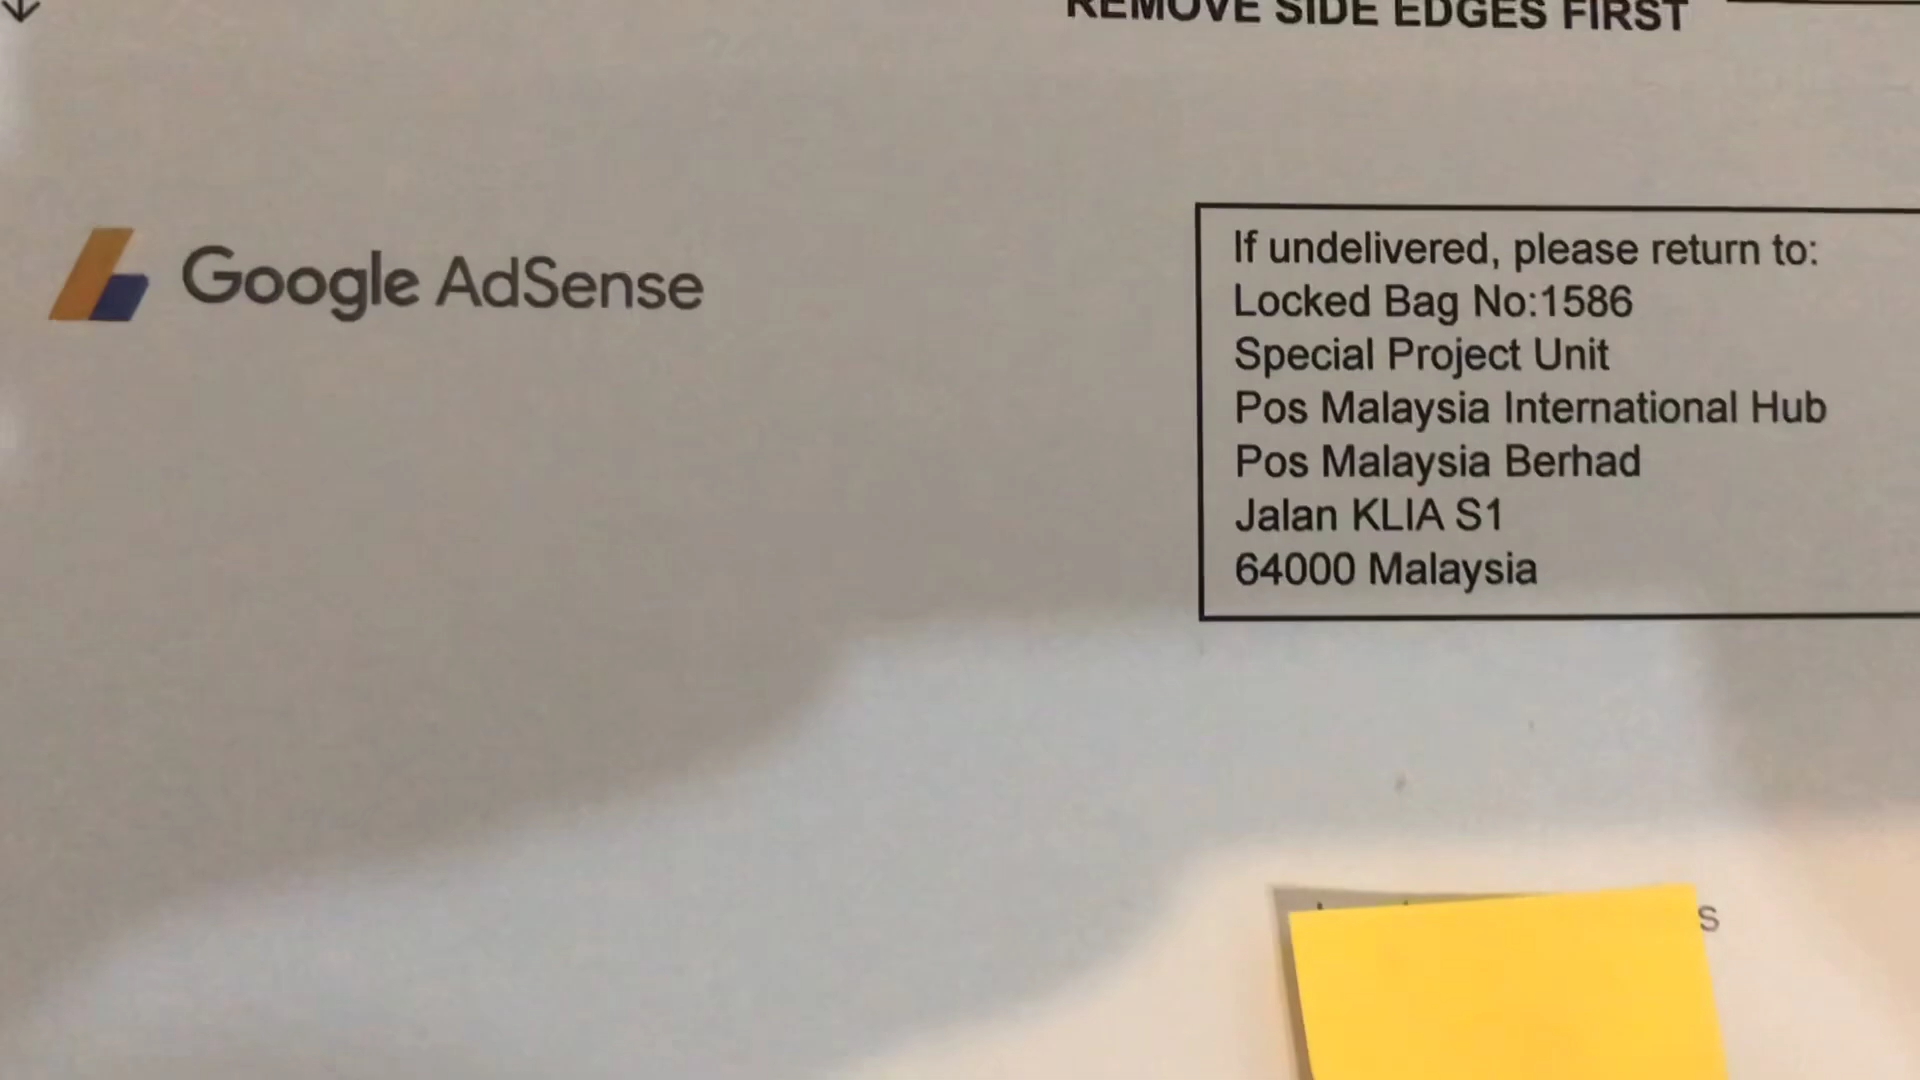 REMOVE SIDE EDGES FIRST
Google AdSense
If undelivered, please return to:
Locked Bag No:1586
Special Project Unit
Pos Malaysia International Hub
Pos Malaysia Berhad
Jalan KLIA S1
64000 Malaysia
s